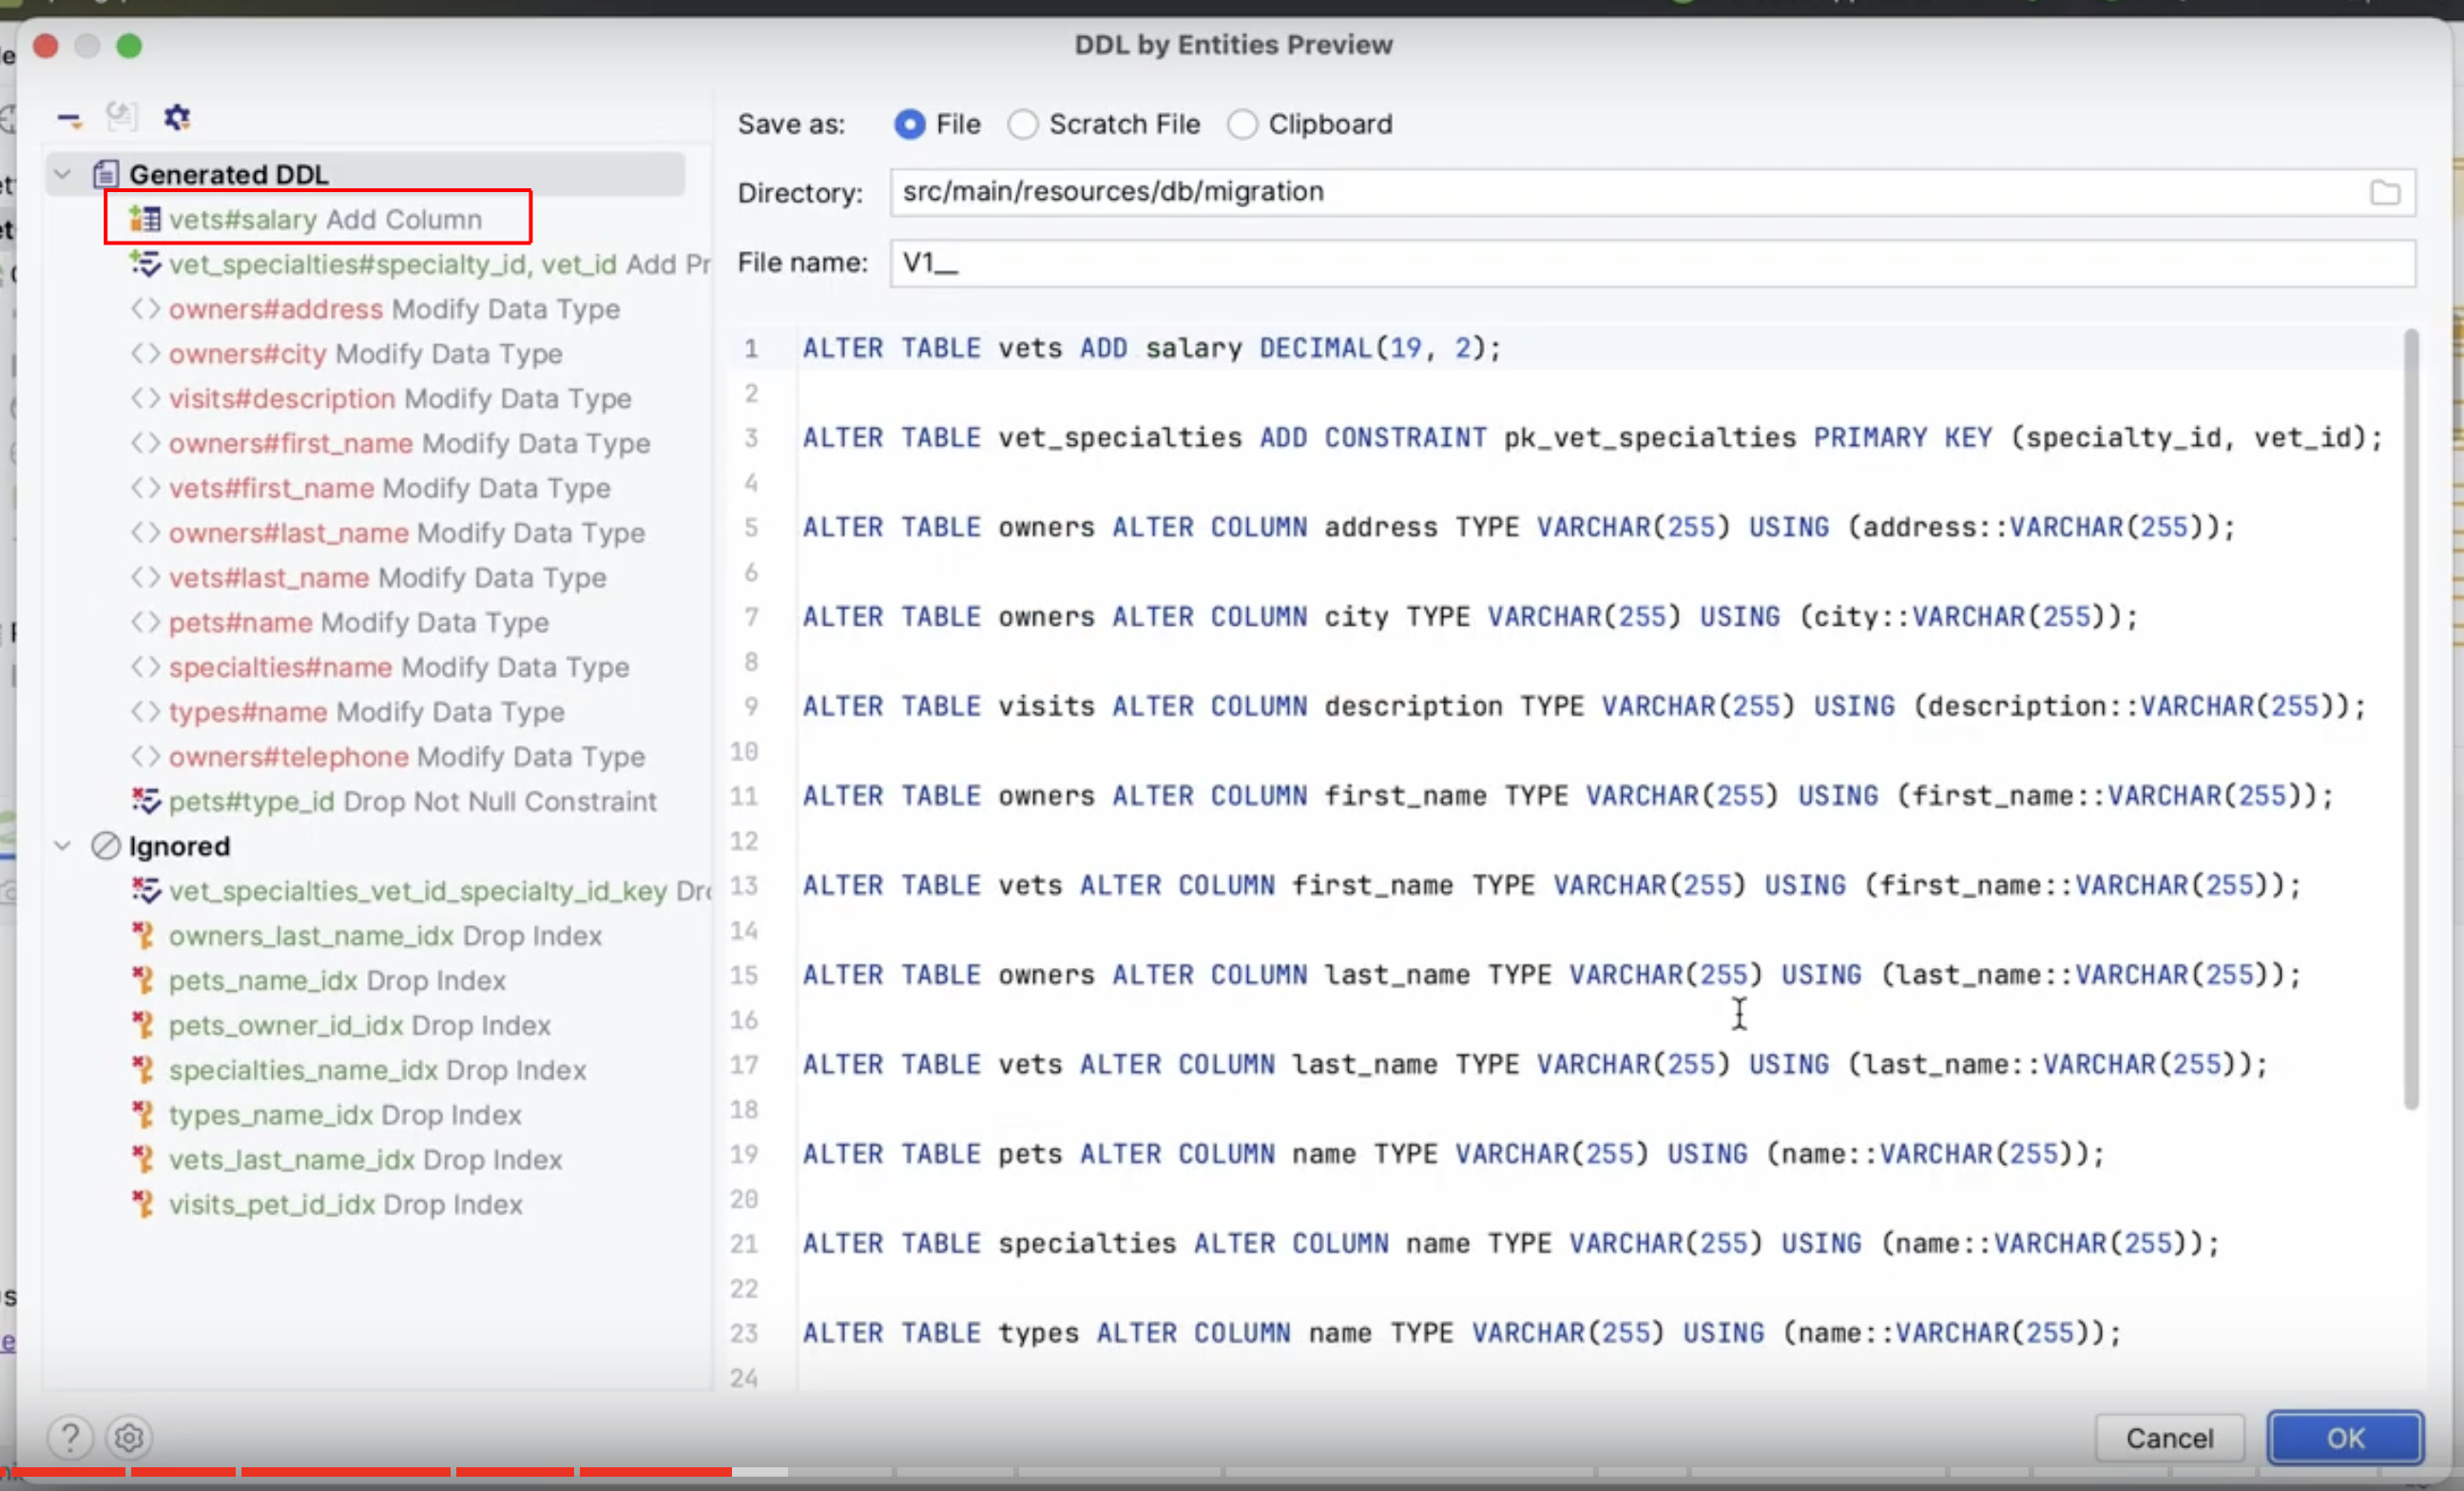 DDL by Entities Preview
Generated DDL
vets#salary Add Column
vet_specialties#specialty_id, vet_id Add Pr
owners#address Modify Data Type
owners#city Modify Data Type
visits#description Modify Data Type
owners#first_name Modify Data Type
vets#first_name Modify Data Type
owners#last_name Modify Data Type
vets#last_name Modify Data Type
pets#name Modify Data Type
specialties#name Modify Data Type
types#name Modify Data Type
owners#telephone Modify Data Type
pets#type_id Drop Not Null Constraint
Ignored
vet_specialties_vet_id_specialty_id_key Dro
owners_last_name_idx Drop Index
pets_name_idx Drop Index
pets_owner_id_idx Drop Index
specialties_name_idx Drop Index
types_name_idx Drop Index
vets_last_name_idx Drop Index
visits_pet_id_idx Drop Index
Save as: File Scratch File Clipboard
Directory: src/main/resources/db/migration
File name: V1__
1 ALTER TABLE vets ADD salary DECIMAL(19, 2);
2
3 ALTER TABLE vet_specialties ADD CONSTRAINT pk_vet_specialties PRIMARY KEY (specialty_id, vet_id);
4
5 ALTER TABLE owners ALTER COLUMN address TYPE VARCHAR(255) USING (address::VARCHAR(255));
6
7 ALTER TABLE owners ALTER COLUMN city TYPE VARCHAR(255) USING (city::VARCHAR(255));
8
9 ALTER TABLE visits ALTER COLUMN description TYPE VARCHAR(255) USING (description::VARCHAR(255));
10
11 ALTER TABLE owners ALTER COLUMN first_name TYPE VARCHAR(255) USING (first_name::VARCHAR(255));
12
13 ALTER TABLE vets ALTER COLUMN first_name TYPE VARCHAR(255) USING (first_name::VARCHAR(255));
14
15 ALTER TABLE owners ALTER COLUMN last_name TYPE VARCHAR(255) USING (last_name::VARCHAR(255));
16
17 ALTER TABLE vets ALTER COLUMN last_name TYPE VARCHAR(255) USING (last_name::VARCHAR(255));
18
19 ALTER TABLE pets ALTER COLUMN name TYPE VARCHAR(255) USING (name::VARCHAR(255));
20
21 ALTER TABLE specialties ALTER COLUMN name TYPE VARCHAR(255) USING (name::VARCHAR(255));
22
23 ALTER TABLE types ALTER COLUMN name TYPE VARCHAR(255) USING (name::VARCHAR(255));
24
?
Cancel
OK